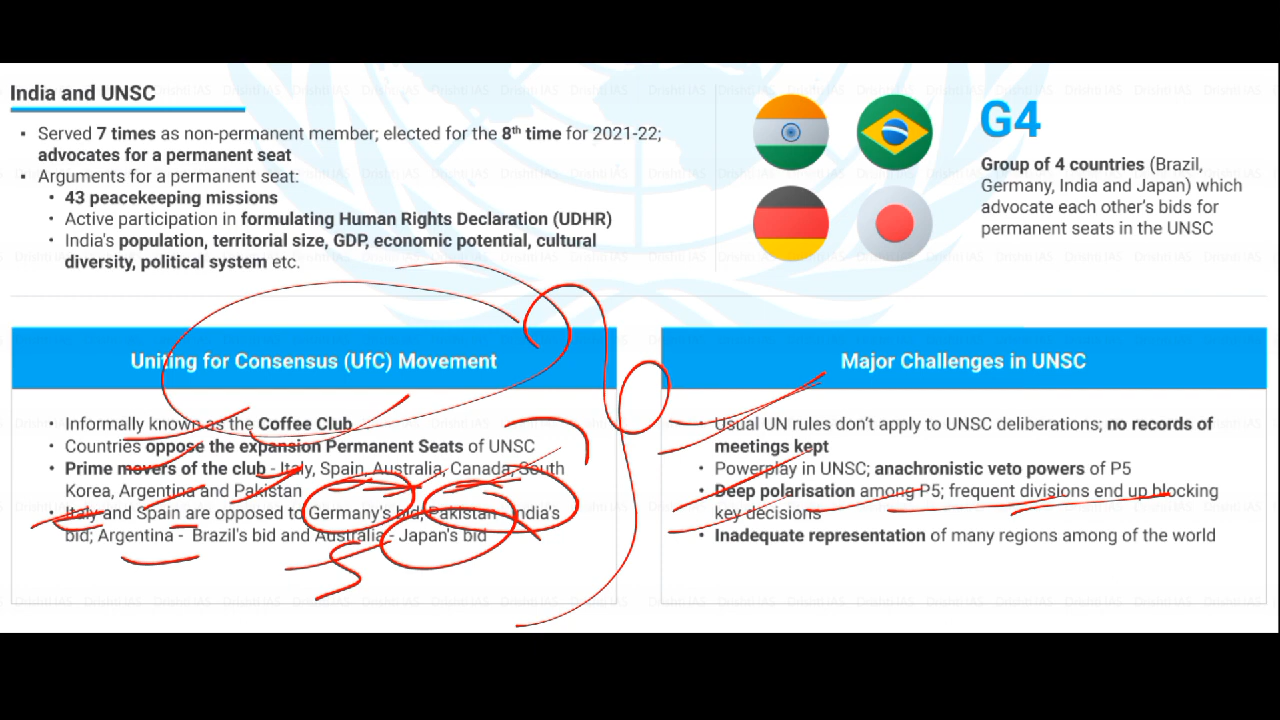 India and UNSC
• Served 7 times as non-permanent member; elected for the 8th time for 2021-22;
advocates for a permanent seat
• Arguments for a permanent seat:
• 43 peacekeeping missions
• Active participation in formulating Human Rights Declaration (UDHR)
• India's population, territorial size, GDP, economic potential, cultural
diversity, political system etc.
G4
Group of 4 countries (Brazil,
Germany, India and Japan) which
advocate each other's bids for
permanent seats in the UNSC
Uniting for Consensus (UfC) Movement
• Informally known as the Coffee Club
• Countries oppose the expansion Permanent Seats of UNSC
• Prime movers of the club - Italy, Spain, Australia, Canada, South
Korea, Argentina and Pakistan
• Italy and Spain are opposed to Germany's bid; Pakistan - India's
bid; Argentina - Brazil's bid and Australia - Japan's bid
Major Challenges in UNSC
• Usual UN rules don't apply to UNSC deliberations; no records of
meetings kept
• Powerplay in UNSC; anachronistic veto powers of P5
• Deep polarisation among P5; frequent divisions end up blocking
key decisions
• Inadequate representation of many regions among of the world
Drishti IAS